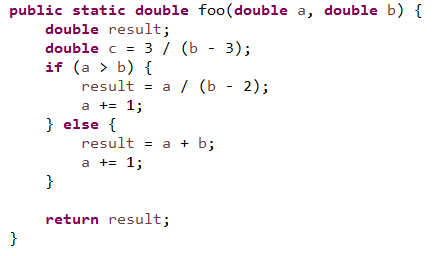 public static double foo(double a, double b) {
    double result;
    double c = 3 / (b - 3);
    if (a > b) {
        result = a / (b - 2);
        a += 1;
    } else {
        result = a + b;
        a += 1;
    }

    return result;
}